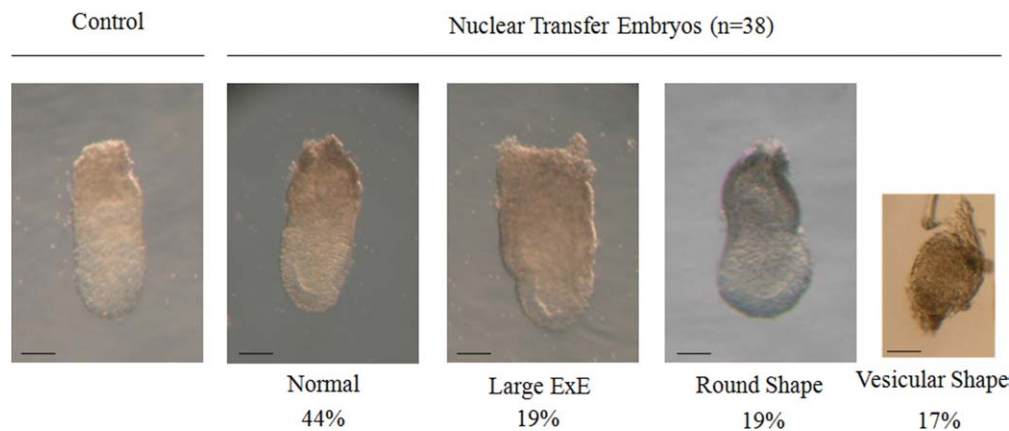 Control
Nuclear Transfer Embryos (n=38)
Normal
Large ExE
Round Shape
Vesicular Shape
44%
19%
19%
17%